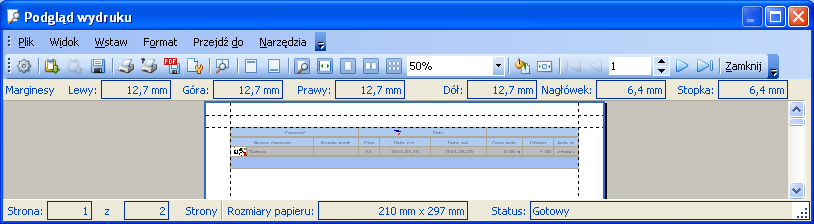 Podgląd wydruku
Plik Widok Wstaw Format Przejdź do Narzędzia
PDF 50% 1 Zamknij
Marginesy Lewy: 12,7 mm Góra: 12,7 mm Prawy: 12,7 mm Dół: 12,7 mm Nagłówek: 6,4 mm Stopka: 6,4 mm
Strona: 1 z 2 Strony Rozmiary papieru: 210 mm x 297 mm Status: Gotowy